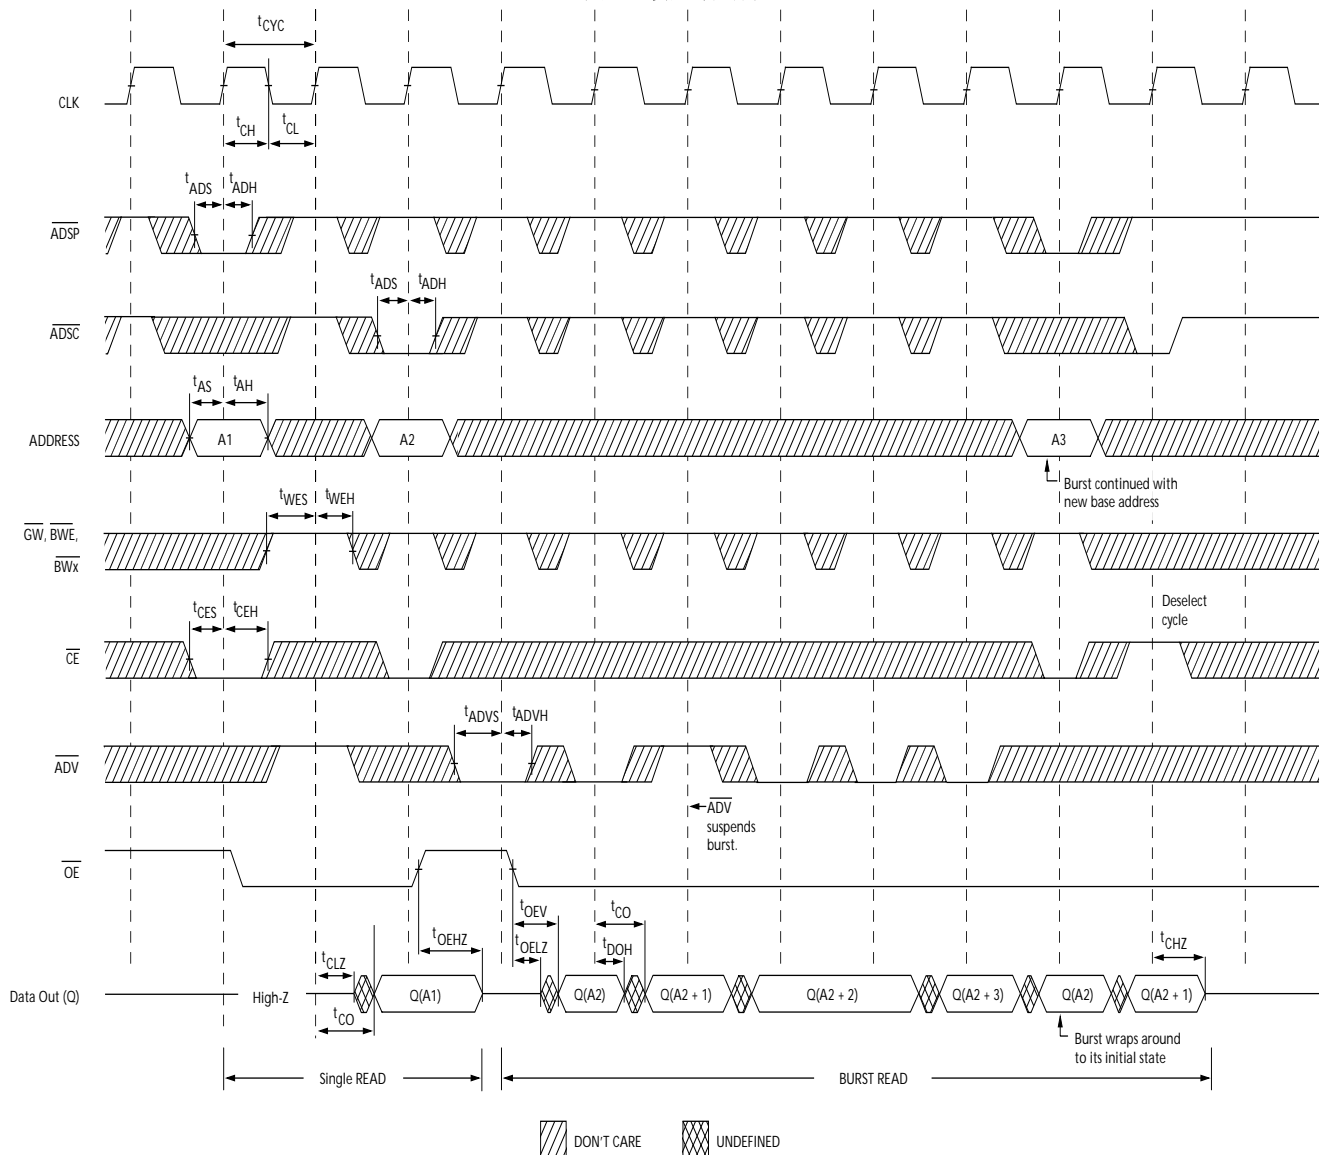 tCYC
CLK
tCH
tCL
tADS
tADH
ADSP
tADS
tADH
ADSC
tAS
tAH
ADDRESS
A1
A2
A3
Burst continued with
new base address
tWES
tWEH
GW, BWE,
BWx
Deselect
cycle
tCES
tCEH
CE
tADVS
tADVH
ADV
ADV
suspends
burst.
OE
tOEV
tCO
tOEHZ
tOELZ
tDOH
tCHZ
tCLZ
Data Out (Q)
High-Z
Q(A1)
Q(A2)
Q(A2 + 1)
Q(A2 + 2)
Q(A2 + 3)
Q(A2)
Q(A2 + 1)
tCO
Burst wraps around
to its initial state
Single READ
BURST READ
DON'T CARE
UNDEFINED